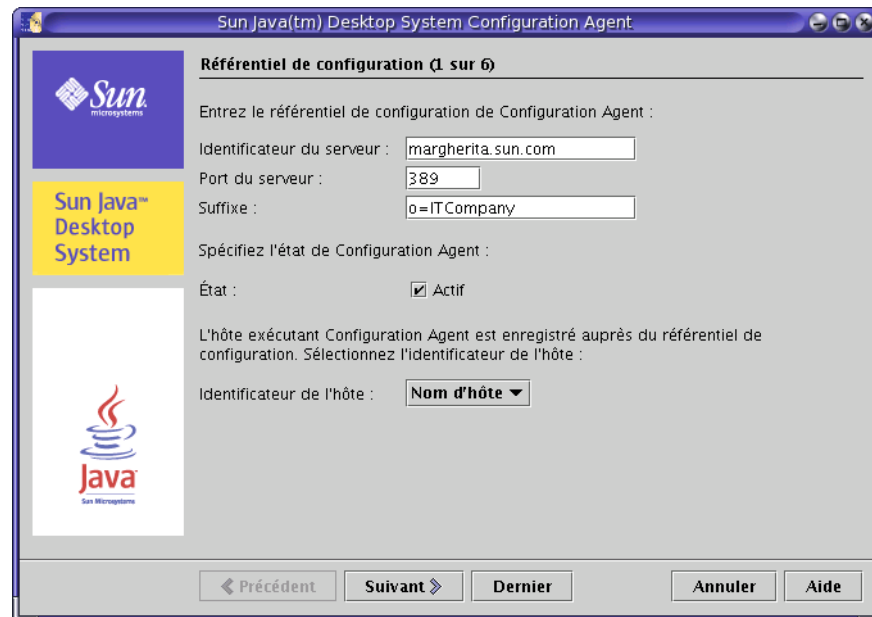 Sun Java(tm) Desktop System Configuration Agent
Sun
microsystems
Sun Java™
Desktop
System
Java
Sun Microsystems
Référentiel de configuration (1 sur 6)
Entrez le référentiel de configuration de Configuration Agent :
Identificateur du serveur : margherita.sun.com
Port du serveur : 389
Suffixe : o=ITCompany
Spécifiez l'état de Configuration Agent :
État : Actif
L'hôte exécutant Configuration Agent est enregistré auprès du référentiel de
configuration. Sélectionnez l'identificateur de l'hôte :
Identificateur de l'hôte : Nom d'hôte
Précédent Suivant Dernier Annuler Aide